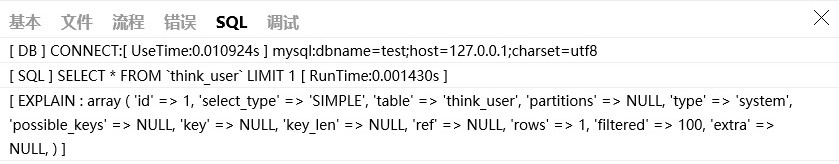 基本 文件 流程 错误 SQL 调试
[ DB ] CONNECT:[ UseTime:0.010924s ] mysql:dbname=test;host=127.0.0.1;charset=utf8
[ SQL ] SELECT * FROM `think_user` LIMIT 1 [ RunTime:0.001430s ]
[ EXPLAIN : array ( 'id' => 1, 'select_type' => 'SIMPLE', 'table' => 'think_user', 'partitions' => NULL, 'type' => 'system',
'possible_keys' => NULL, 'key' => NULL, 'key_len' => NULL, 'ref' => NULL, 'rows' => 1, 'filtered' => 100, 'extra' =>
NULL, ) ]